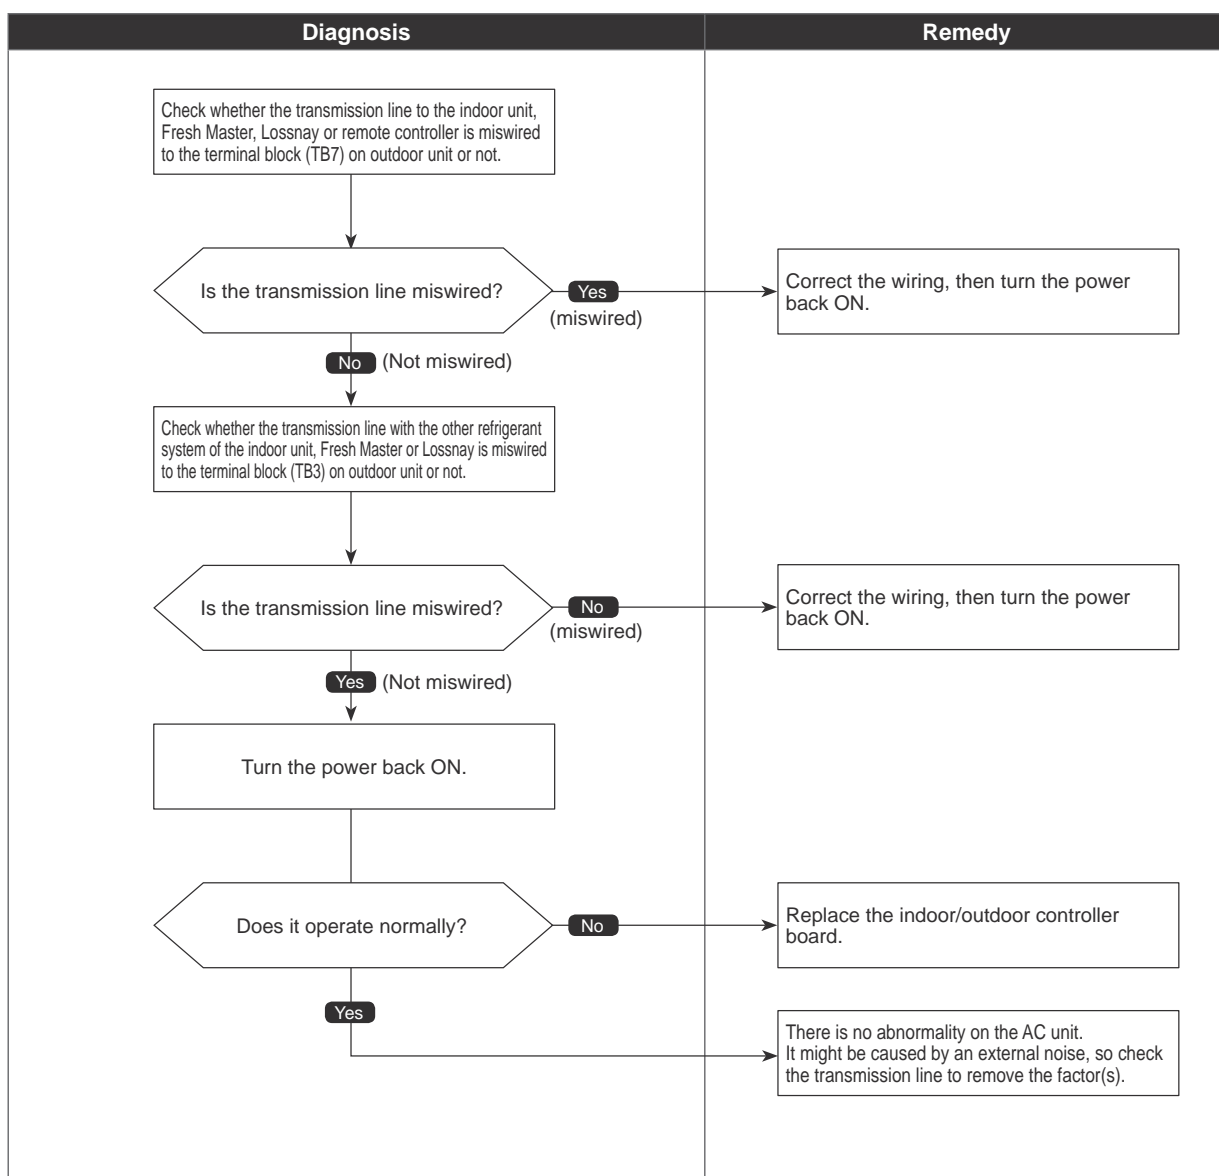 Diagnosis
Remedy
Check whether the transmission line to the indoor unit,
Fresh Master, Lossnay or remote controller is miswired
to the terminal block (TB7) on outdoor unit or not.
Is the transmission line miswired?
Yes
(miswired)
Correct the wiring, then turn the power
back ON.
No (Not miswired)
Check whether the transmission line with the other refrigerant
system of the indoor unit, Fresh Master or Lossnay is miswired
to the terminal block (TB3) on outdoor unit or not.
Is the transmission line miswired?
No
(miswired)
Correct the wiring, then turn the power
back ON.
Yes (Not miswired)
Turn the power back ON.
Does it operate normally?
No
Replace the indoor/outdoor controller
board.
Yes
There is no abnormality on the AC unit.
It might be caused by an external noise, so check
the transmission line to remove the factor(s).